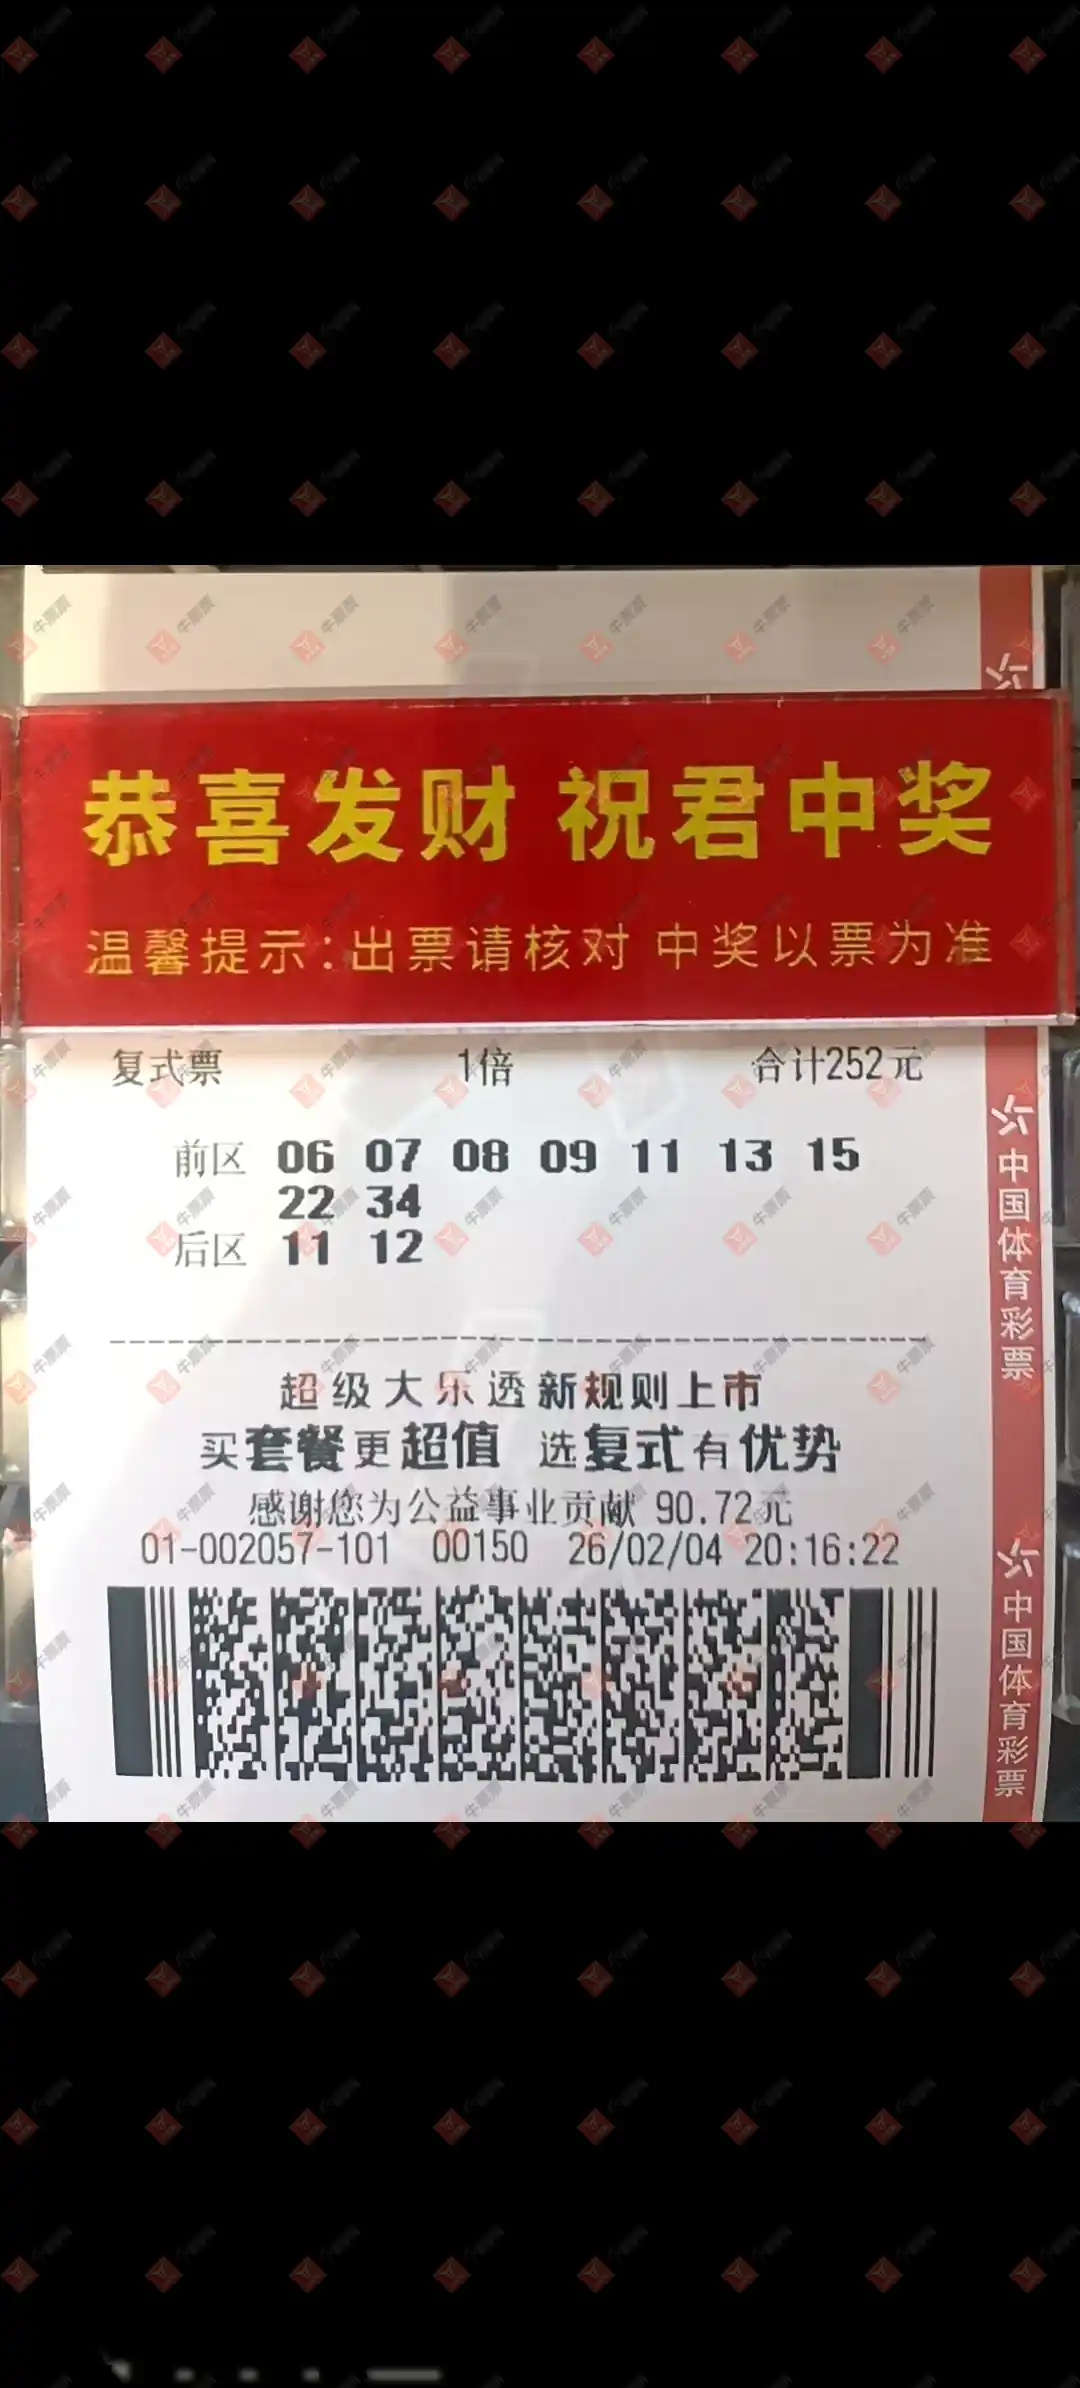 恭喜发财 祝君中奖
温馨提示:出票请核对 中奖以票为准
复式票 1倍 合计252元
前区 06 07 08 09 11 13 15
22 34
后区 11 12
超级大乐透新规则上市
买套餐更超值 选复式有优势
感谢您为公益事业贡献 90.72元
01-002057-101 00150 26/02/04 20:16:22
中国体育彩票
中国体育彩票
牛票票